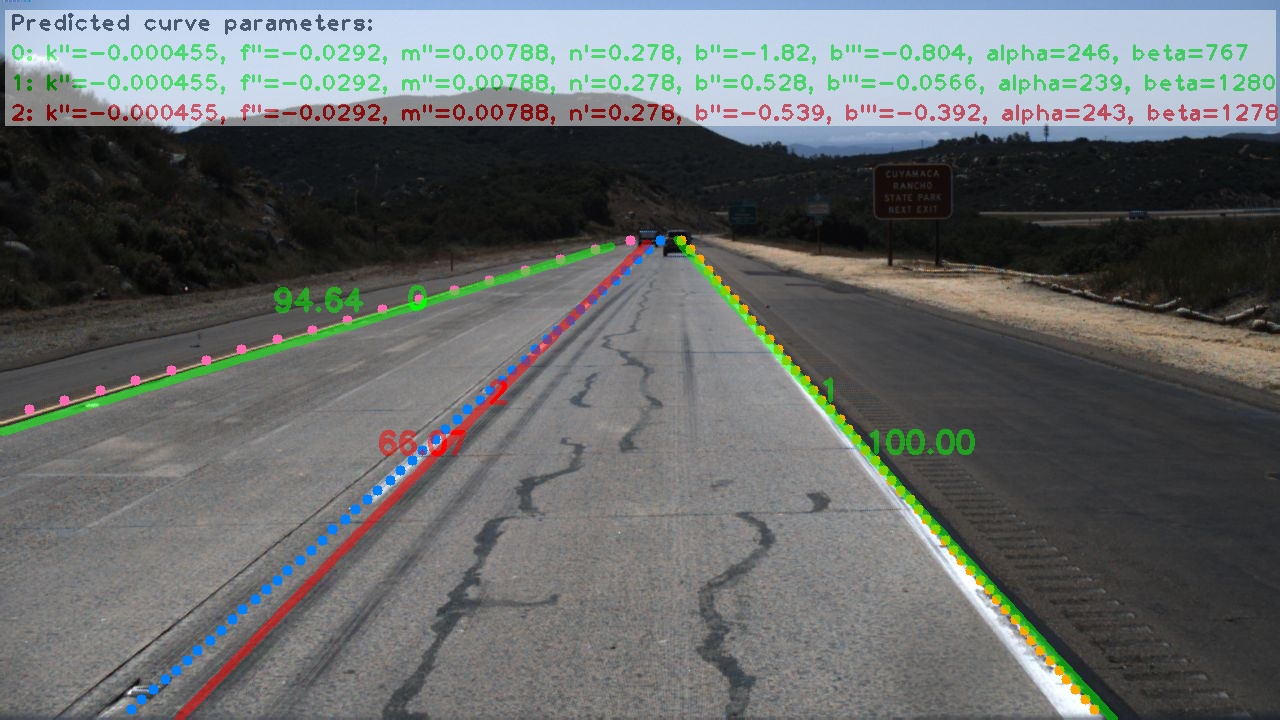 Predicted curve parameters:
0: k''=-0.000455, f''=-0.0292, m''=0.00788, n'=0.278, b''=-1.82, b'''=-0.804, alpha=246, beta=767
1: k''=-0.000455, f''=-0.0292, m''=0.00788, n'=0.278, b''=0.528, b'''=-0.0566, alpha=239, beta=1280
2: k''=-0.000455, f''=-0.0292, m''=0.00788, n'=0.278, b''=-0.539, b'''=-0.392, alpha=243, beta=1278
CUYAMACA
RANCHO
STATE PARK
NEXT EXIT
94.64 0
2
1
66.07
100.00